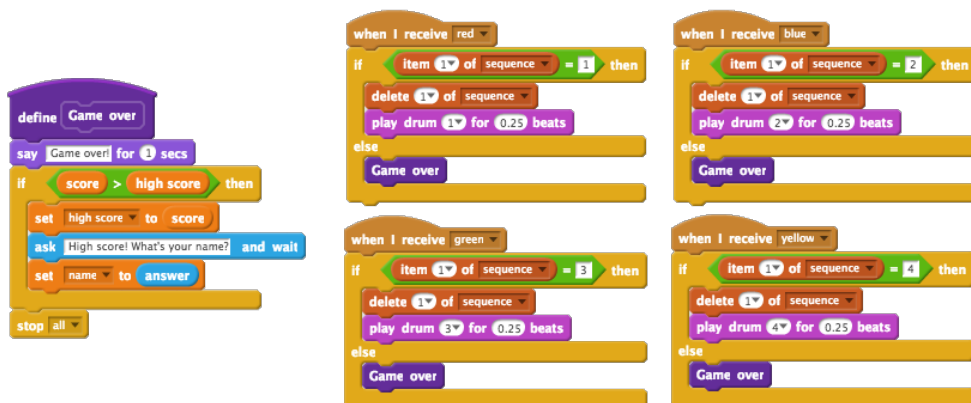 define Game over
say Game over! for 1 secs
if score > high score then
set high score to score
ask High score! What's your name? and wait
set name to answer
stop all
when I receive red
if item 1 of sequence = 1 then
delete 1 of sequence
play drum 1 for 0.25 beats
else
Game over
when I receive blue
if item 1 of sequence = 2 then
delete 1 of sequence
play drum 2 for 0.25 beats
else
Game over
when I receive green
if item 1 of sequence = 3 then
delete 1 of sequence
play drum 3 for 0.25 beats
else
Game over
when I receive yellow
if item 1 of sequence = 4 then
delete 1 of sequence
play drum 4 for 0.25 beats
else
Game over